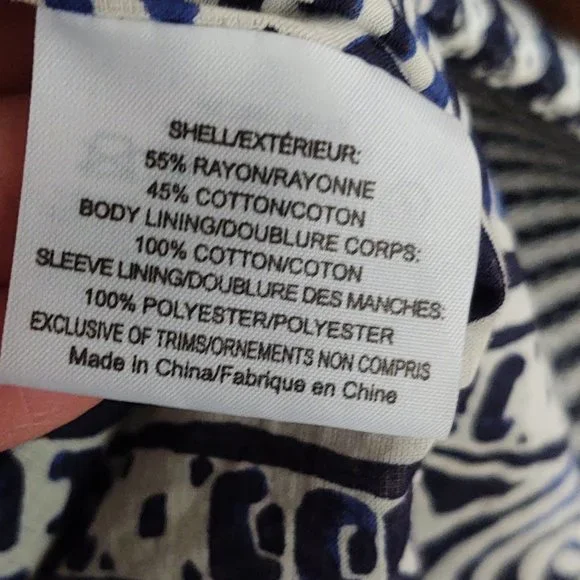 SHELL/EXTÉRIEUR:
55% RAYON/RAYONNE
45% COTTON/COTON
BODY LINING/DOUBLURE CORPS:
100% COTTON/COTON
SLEEVE LINING/DOUBLURE DES MANCHES:
100% POLYESTER/POLYESTER
EXCLUSIVE OF TRIMS/ORNEMENTS NON COMPRIS
Made in China/Fabrique en Chine